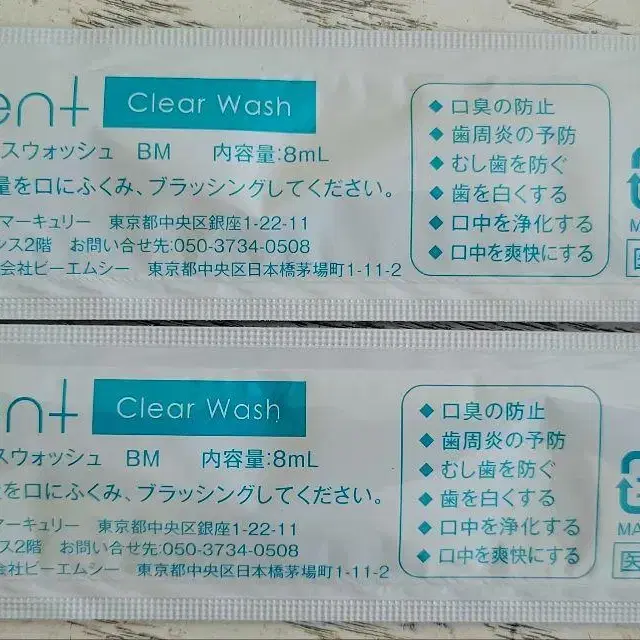 ent Clear Wash
スウォッシュ BM 内容量:8mL
量を口にふくみ、ブラッシングしてください。
マーキュリー 東京都中央区銀座1-22-11
ンス2階 お問い合せ先:050-3734-0508
会社ビーエムシー 東京都中央区日本橋茅場町1-11-2
◆ 口臭の防止
◆ 歯周炎の予防
◆ むし歯を防ぐ
◆ 歯を白くする
◆ 口中を浄化する
◆ 口中を爽快にする
M
医
ent Clear Wash
スウォッシュ BM 内容量:8mL
を口にふくみ、ブラッシングしてください。
マーキュリー 東京都中央区銀座1-22-11
ス2階 お問い合せ先:050-3734-0508
会社ビーエムシー 東京都中央区日本橋茅場町1-11-2
◆ 口臭の防止
◆ 歯周炎の予防
◆ むし歯を防ぐ
◆ 歯を白くする
◆ 口中を浄化する
◆ 口中を爽快にする
MA
医